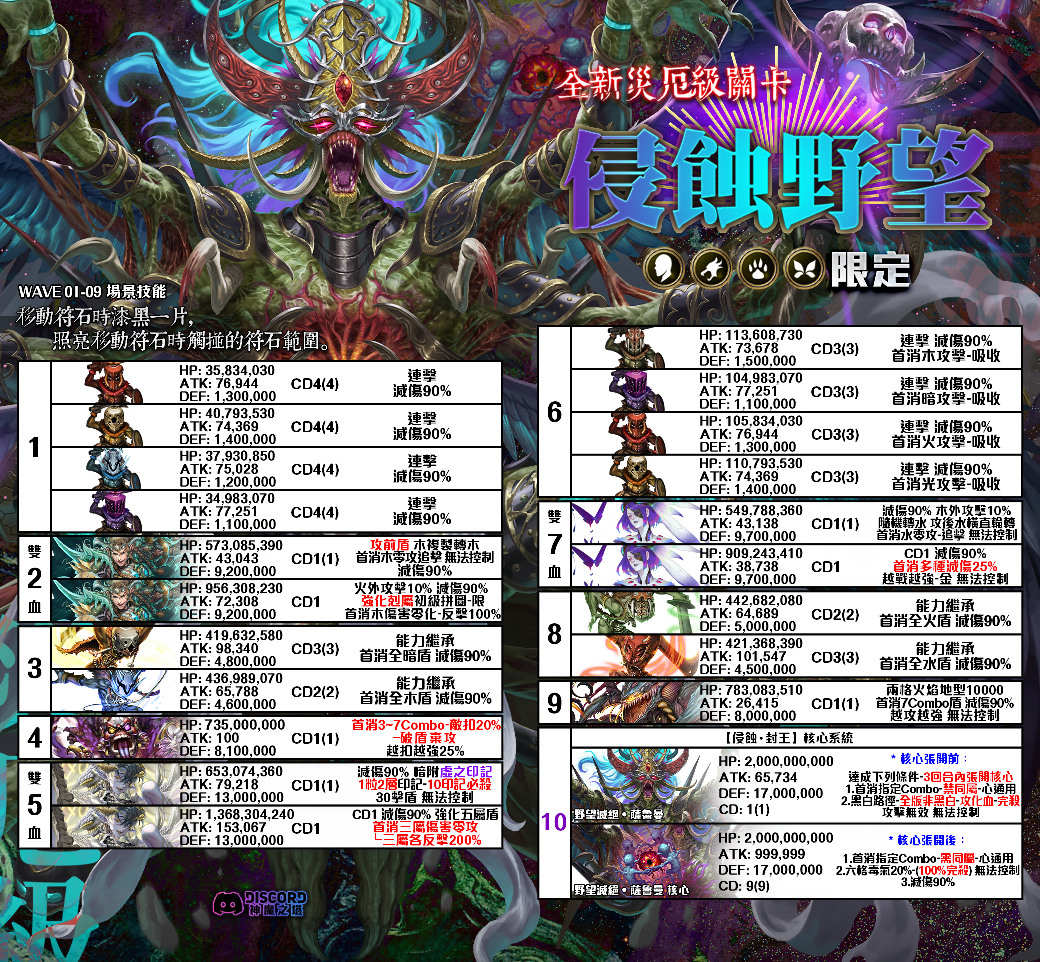 全新災厄級關卡
侵蝕野望
限定
WAVE 01-09 場景技能
移動符石時漆黑一片,
照亮移動符石時觸碰的符石範圍。
1
HP: 35,834,030
ATK: 76,944
DEF: 1,300,000
CD4(4)
連擊
減傷90%
HP: 40,793,530
ATK: 74,369
DEF: 1,400,000
CD4(4)
連擊
減傷90%
HP: 37,930,850
ATK: 75,028
DEF: 1,200,000
CD4(4)
連擊
減傷90%
HP: 34,983,070
ATK: 77,251
DEF: 1,100,000
CD4(4)
連擊
減傷90%
雙
2
血
HP: 573,085,390
ATK: 43,043
DEF: 9,200,000
CD1(1)
攻前盾 木複製轉木
首消木零攻追擊 無法控制
減傷90%
HP: 956,308,230
ATK: 72,308
DEF: 9,200,000
CD1
火外攻擊10% 減傷90%
強化剋屬初級拼圖-限
首消木傷害零化-反擊100%
3
HP: 419,632,580
ATK: 98,340
DEF: 4,800,000
CD3(3)
能力繼承
首消全暗盾 減傷90%
HP: 436,989,070
ATK: 65,788
DEF: 4,600,000
CD2(2)
能力繼承
首消全木盾 減傷90%
4
HP: 735,000,000
ATK: 100
DEF: 8,100,000
CD1(1)
首消3~7Combo-敵扣20%
-破盾棄攻
越扣越強25%
雙
5
血
HP: 653,074,360
ATK: 79,218
DEF: 13,000,000
CD1(1)
減傷90% 暗附虛之印記
1粒2層印記-10印記必殺
30擊盾 無法控制
HP: 1,368,304,240
ATK: 153,067
DEF: 13,000,000
CD1
CD1 減傷90% 強化五屬盾
首消三屬傷害零攻
└三屬各反擊200%
6
HP: 113,608,730
ATK: 73,678
DEF: 1,500,000
CD3(3)
連擊 減傷90%
首消木攻擊-吸收
HP: 104,983,070
ATK: 77,251
DEF: 1,100,000
CD3(3)
連擊 減傷90%
首消暗攻擊-吸收
HP: 105,834,030
ATK: 76,944
DEF: 1,300,000
CD3(3)
連擊 減傷90%
首消火攻擊-吸收
HP: 110,793,530
ATK: 74,369
DEF: 1,400,000
CD3(3)
連擊 減傷90%
首消光攻擊-吸收
雙
7
血
HP: 549,788,360
ATK: 43,138
DEF: 9,700,000
CD1(1)
減傷90% 木外攻擊10%
隨機轉水 攻後水橫直輪轉
首消水零攻-追擊 無法控制
HP: 909,243,410
ATK: 38,738
DEF: 9,700,000
CD1
CD1 減傷90%
首消多種減傷25%
越戰越強-金 無法控制
8
HP: 442,682,080
ATK: 64,689
DEF: 5,000,000
CD2(2)
能力繼承
首消全火盾 減傷90%
HP: 421,368,390
ATK: 101,547
DEF: 4,500,000
CD3(3)
能力繼承
首消全水盾 減傷90%
9
HP: 783,083,510
ATK: 26,415
DEF: 8,000,000
CD1(1)
兩格火焰地型10000
首消7Combo盾 減傷90%
越攻越強 無法控制
10
【侵蝕·封王】核心系統
野望滅絕·薩魯曼
HP: 2,000,000,000
ATK: 65,734
DEF: 17,000,000
CD: 1(1)
* 核心張開前:
達成下列條件-3回合內張開核心
1.首消指定Combo-禁同屬-心通用
2.黑白路徑-全版非黑白-攻化血-完殺
攻擊無效 無法控制
野望滅絕·薩魯曼 核心
HP: 2,000,000,000
ATK: 999,999
DEF: 17,000,000
CD: 9(9)
* 核心張開後:
1.首消指定Combo-需同屬-心通用
2.六格毒氣20%-(100%完殺) 無法控制
3.減傷90%
DISCORD
神魔之塔